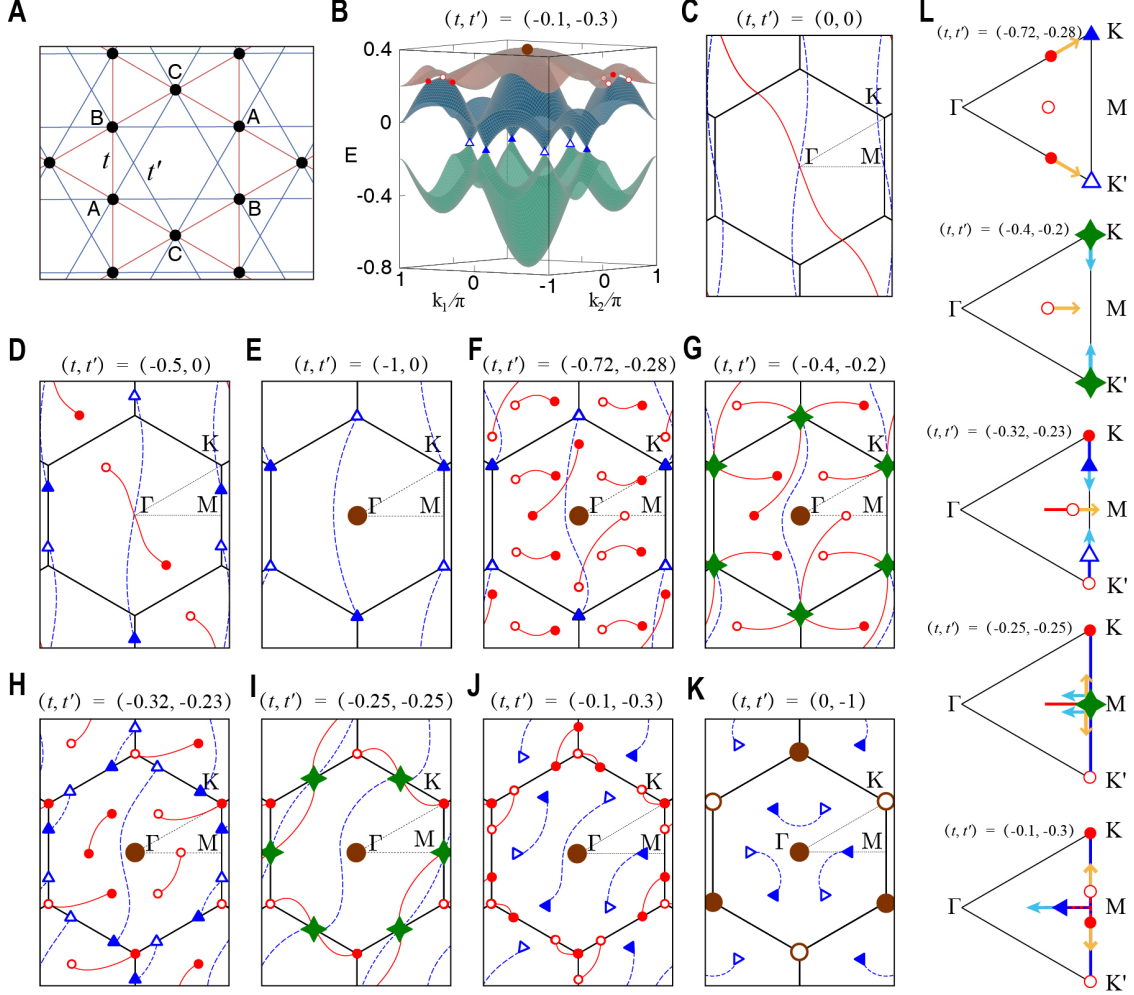 A
C
B
A
t
t′
A
B
C
B
(t, t′) = (-0.1, -0.3)
0.4
0
E
-0.4
-0.8
1
0
-1
0
1
k1/π
k2/π
C
(t, t′) = (0, 0)
K
Γ
M
D
(t, t′) = (-0.5, 0)
K
Γ
M
E
(t, t′) = (-1, 0)
K
Γ
M
F
(t, t′) = (-0.72, -0.28)
K
Γ
M
G
(t, t′) = (-0.4, -0.2)
K
Γ
M
H
(t, t′) = (-0.32, -0.23)
K
Γ
M
I
(t, t′) = (-0.25, -0.25)
K
Γ
M
J
(t, t′) = (-0.1, -0.3)
K
Γ
M
K
(t, t′) = (0, -1)
K
Γ
M
L
(t, t′) = (-0.72, -0.28)
K
Γ
M
K'
(t, t′) = (-0.4, -0.2)
K
Γ
M
K'
(t, t′) = (-0.32, -0.23)
K
Γ
M
K'
(t, t′) = (-0.25, -0.25)
K
Γ
M
K'
(t, t′) = (-0.1, -0.3)
K
Γ
M
K'